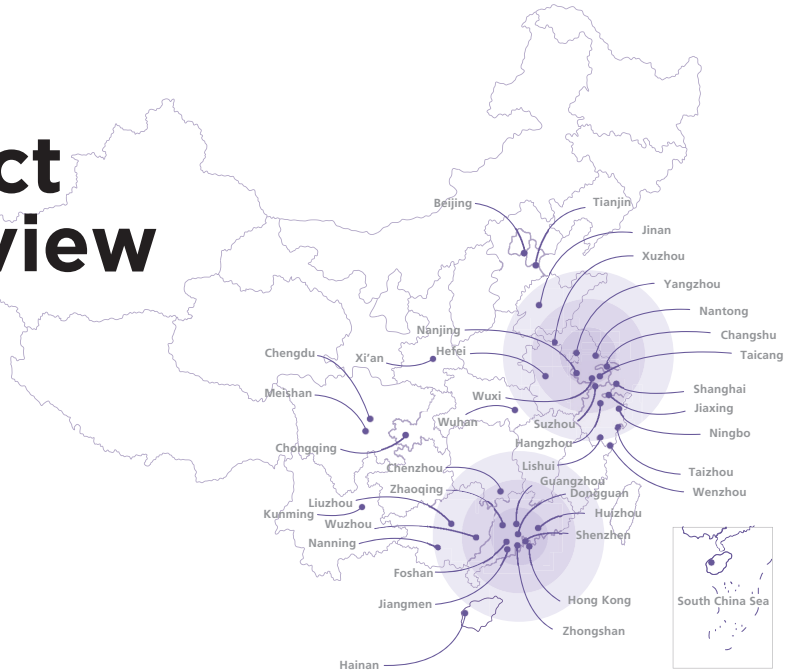 ct
view
Beijing
Tianjin
Jinan
Xuzhou
Yangzhou
Nantong
Nanjing
Changshu
Hefei
Taicang
Chengdu
Xi'an
Shanghai
Meishan
Wuxi
Jiaxing
Wuhan
Suzhou
Ningbo
Hangzhou
Chongqing
Lishui
Chenzhou
Taizhou
Guangzhou
Zhaoqing
Dongguan
Wenzhou
Liuzhou
Kunming
Huizhou
Wuzhou
Shenzhen
Nanning
Foshan
Hong Kong
South China Sea
Jiangmen
Zhongshan
Hainan